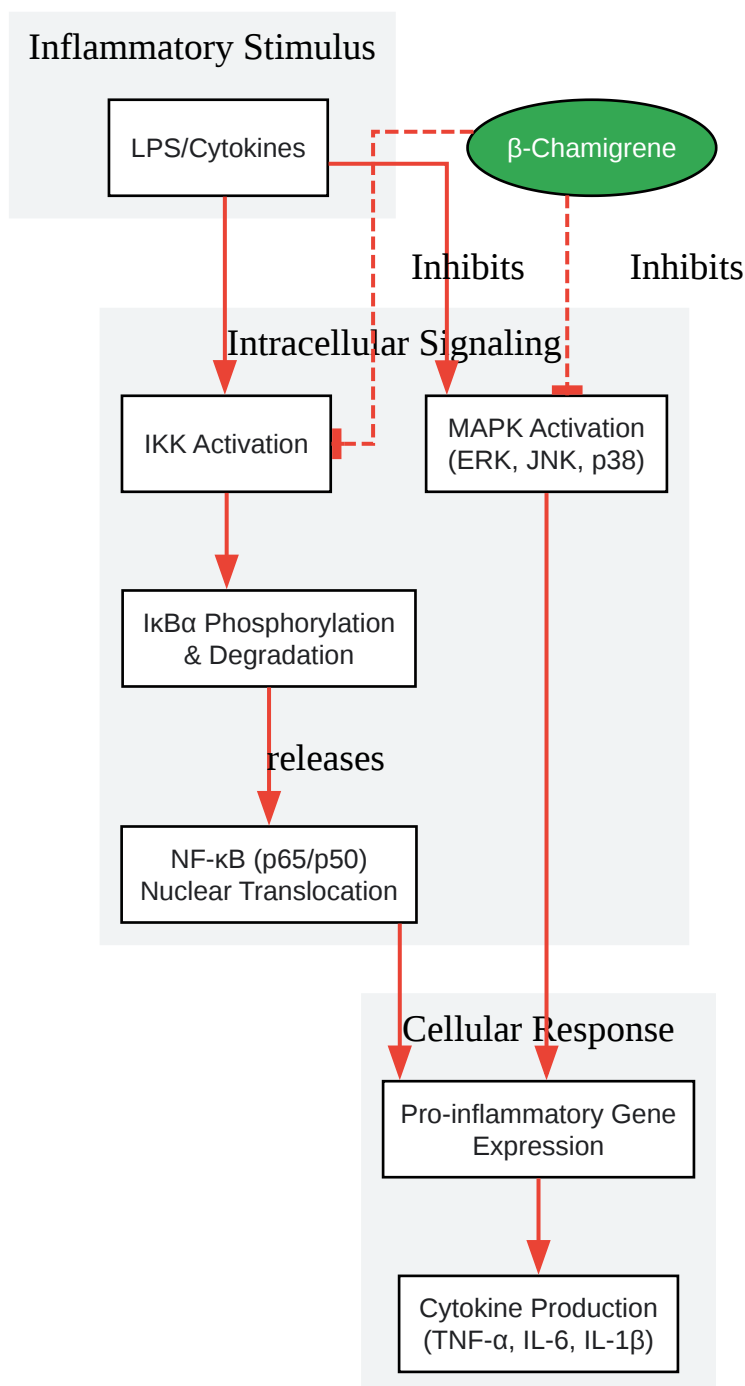 Inflammatory Stimulus
LPS/Cytokines
β-Chamigrene
Inhibits
Inhibits
Intracellular Signaling
IKK Activation
MAPK Activation
(ERK, JNK, p38)
IκBα Phosphorylation
& Degradation
releases
NF-κB (p65/p50)
Nuclear Translocation
Cellular Response
Pro-inflammatory Gene
Expression
Cytokine Production
(TNF-α, IL-6, IL-1β)